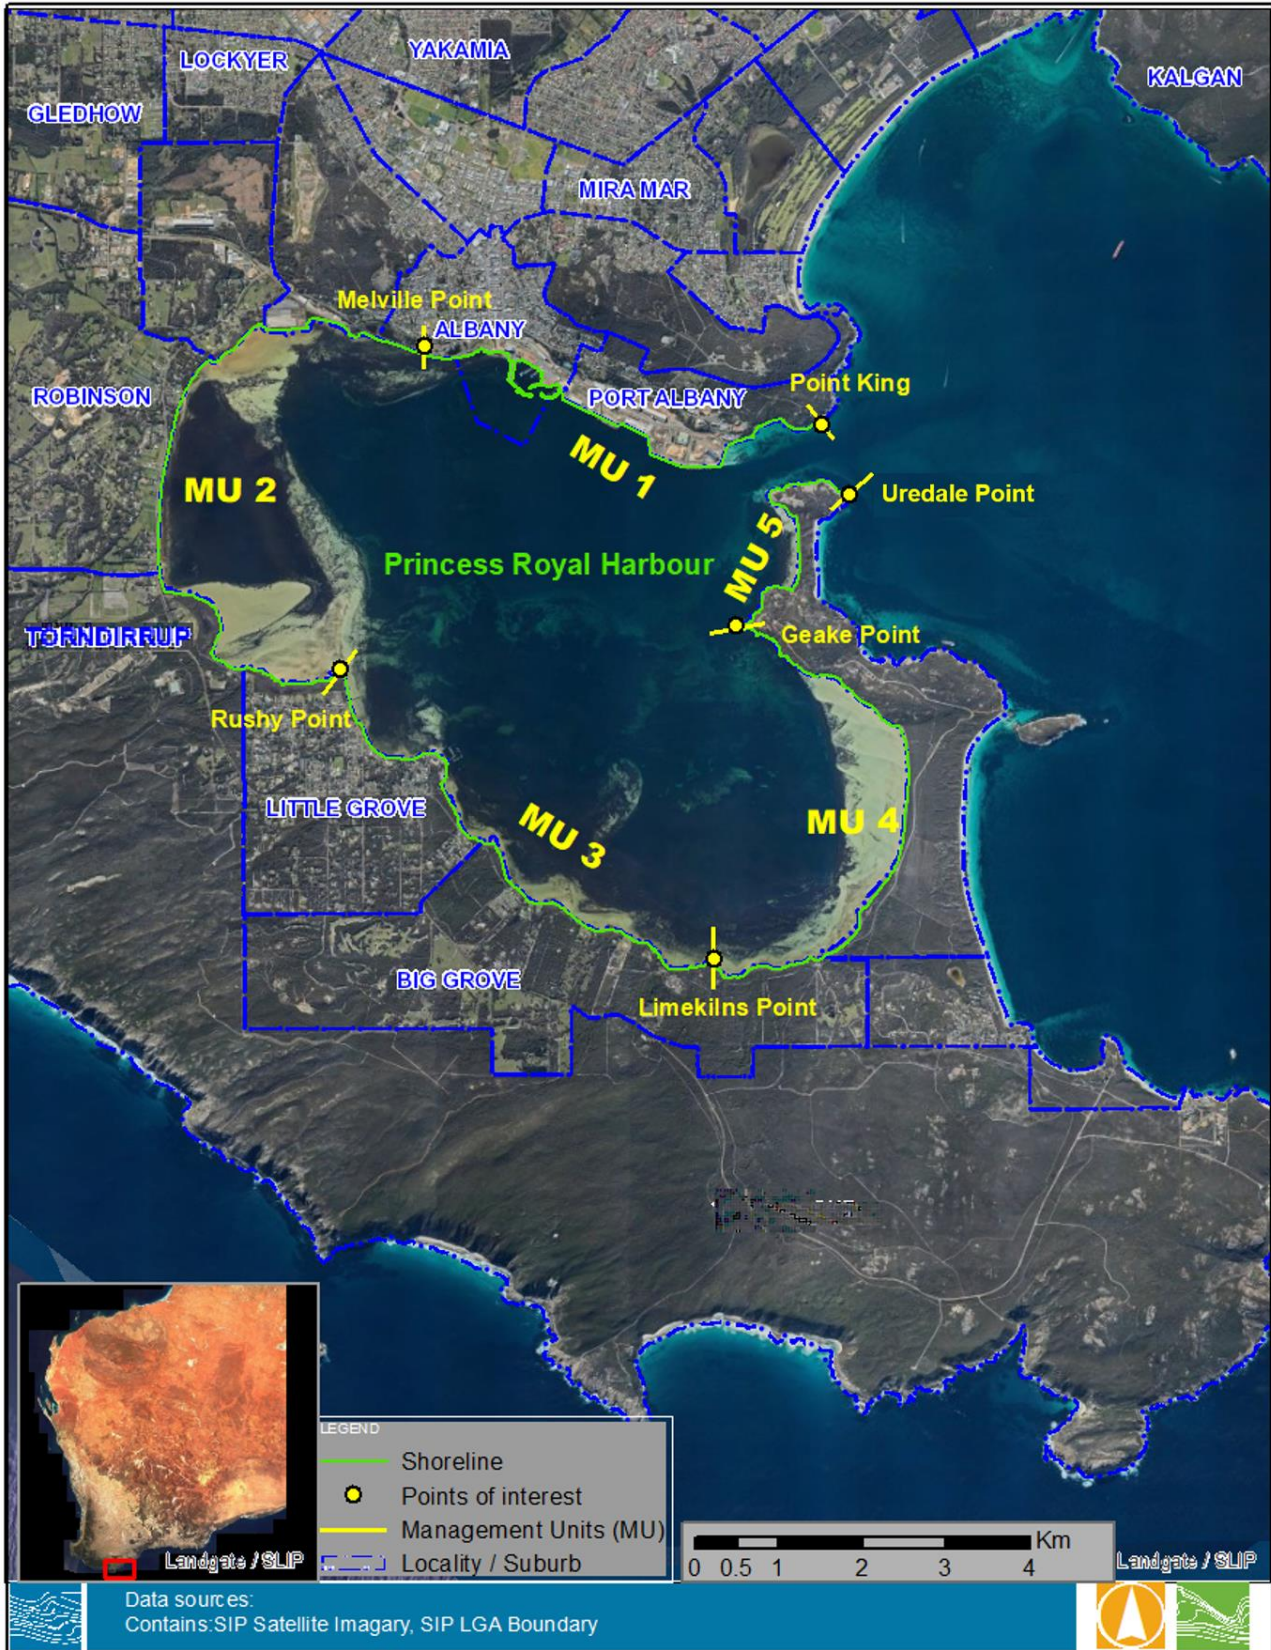 YAKAMIA
LOCKYER
KALGAN
GLEDHOW
MIRA MAR
Melville Point
ALBANY
Point King
ROBINSON
PORT ALBANY
MU 1
MU 2
Uredale Point
MU 5
Princess Royal Harbour
TORNDIRRUP
Geake Point
Rushy Point
LITTLE GROVE
MU 3
MU 4
BIG GROVE
Limekilns Point
LEGEND
Shoreline
Points of interest
Management Units (MU)
Locality / Suburb
Landgate / SLIP
Km
0 0.5 1 2 3 4
Landgate / SLIP
Data sources:
Contains:SIP Satellite Imagary, SIP LGA Boundary